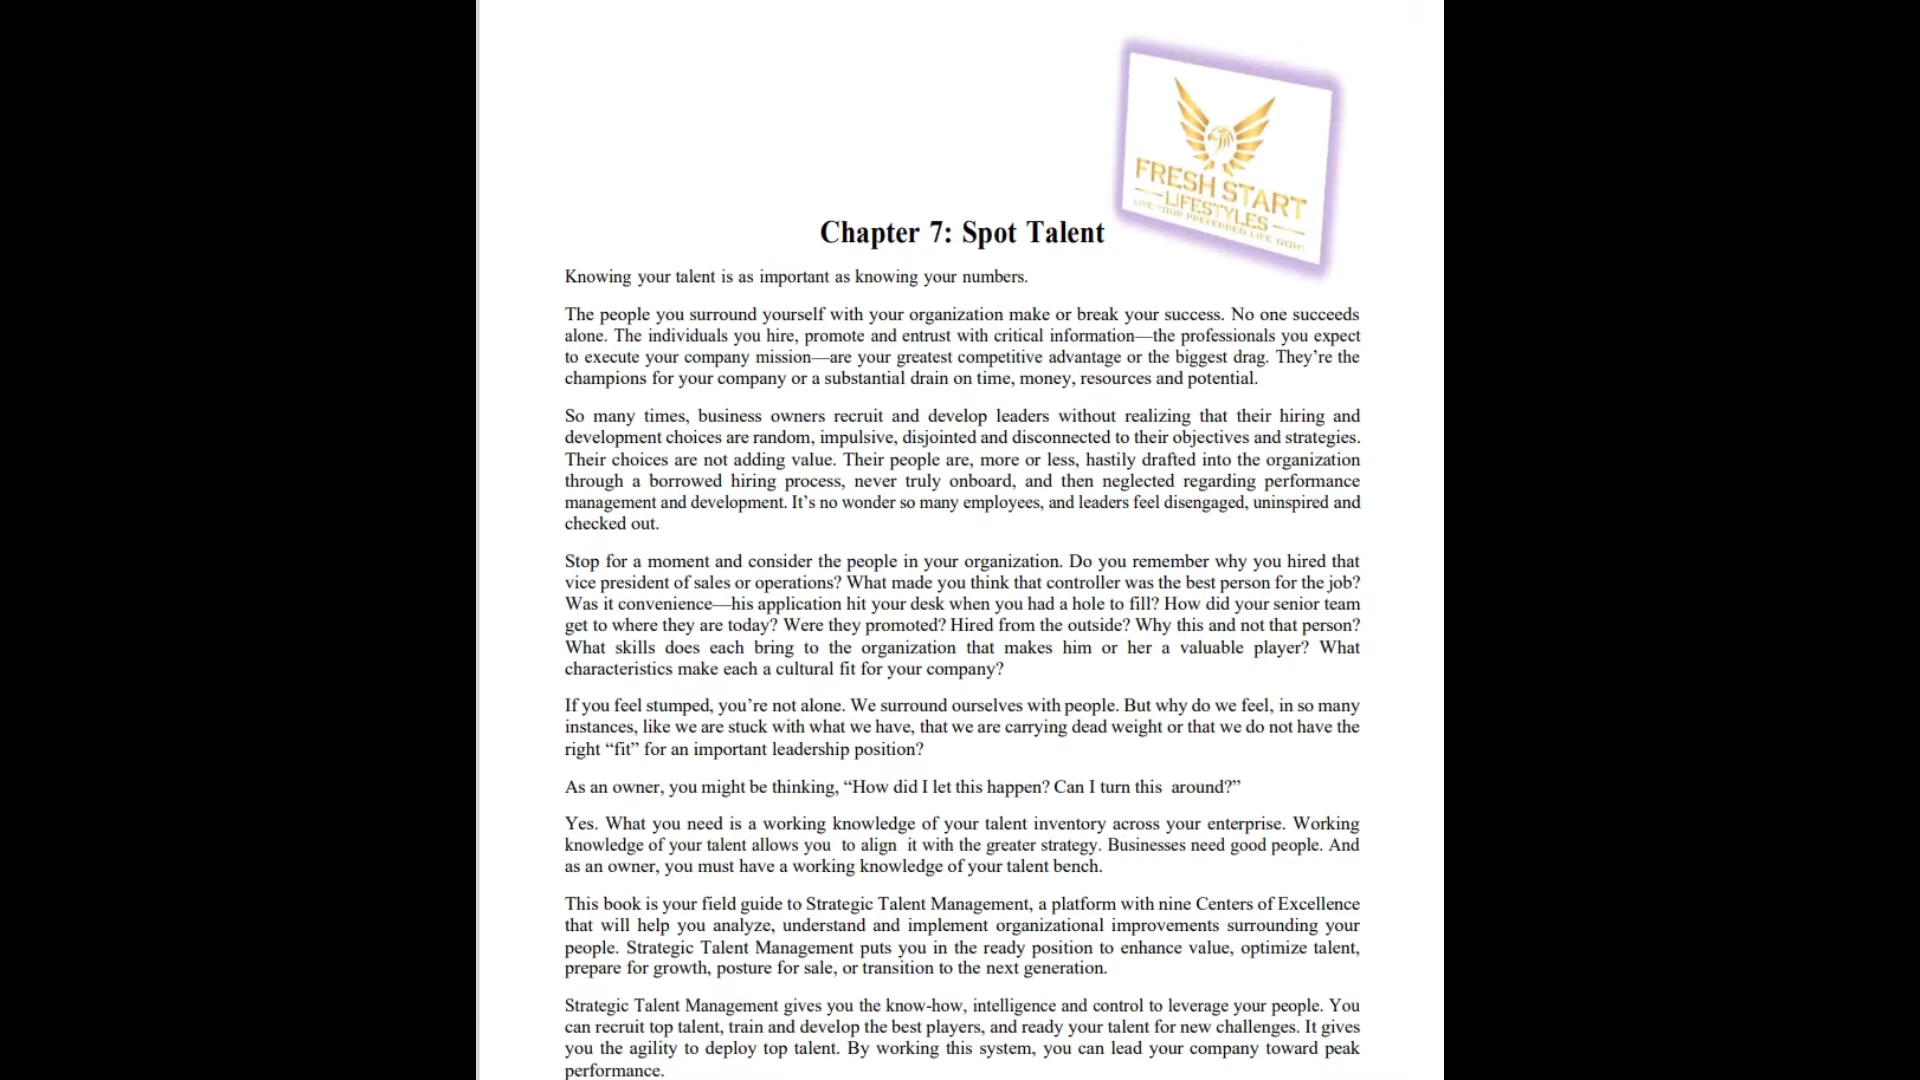 FRESH START
LIFESTYLES
LIVE YOUR PREFERRED LIFE NOW!
Chapter 7: Spot Talent
Knowing your talent is as important as knowing your numbers.
The people you surround yourself with your organization make or break your success. No one succeeds
alone. The individuals you hire, promote and entrust with critical information—the professionals you expect
to execute your company mission—are your greatest competitive advantage or the biggest drag. They’re the
champions for your company or a substantial drain on time, money, resources and potential.
So many times, business owners recruit and develop leaders without realizing that their hiring and
development choices are random, impulsive, disjointed and disconnected to their objectives and strategies.
Their choices are not adding value. Their people are, more or less, hastily drafted into the organization
through a borrowed hiring process, never truly onboard, and then neglected regarding performance
management and development. It’s no wonder so many employees, and leaders feel disengaged, uninspired and
checked out.
Stop for a moment and consider the people in your organization. Do you remember why you hired that
vice president of sales or operations? What made you think that controller was the best person for the job?
Was it convenience—his application hit your desk when you had a hole to fill? How did your senior team
get to where they are today? Were they promoted? Hired from the outside? Why this and not that person?
What skills does each bring to the organization that makes him or her a valuable player? What
characteristics make each a cultural fit for your company?
If you feel stumped, you’re not alone. We surround ourselves with people. But why do we feel, in so many
instances, like we are stuck with what we have, that we are carrying dead weight or that we do not have the
right “fit” for an important leadership position?
As an owner, you might be thinking, “How did I let this happen? Can I turn this around?”
Yes. What you need is a working knowledge of your talent inventory across your enterprise. Working
knowledge of your talent allows you to align it with the greater strategy. Businesses need good people. And
as an owner, you must have a working knowledge of your talent bench.
This book is your field guide to Strategic Talent Management, a platform with nine Centers of Excellence
that will help you analyze, understand and implement organizational improvements surrounding your
people. Strategic Talent Management puts you in the ready position to enhance value, optimize talent,
prepare for growth, posture for sale, or transition to the next generation.
Strategic Talent Management gives you the know-how, intelligence and control to leverage your people. You
can recruit top talent, train and develop the best players, and ready your talent for new challenges. It gives
you the agility to deploy top talent. By working this system, you can lead your company toward peak
performance.